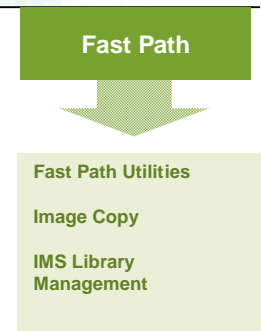 Fast Path
Fast Path Utilities
Image Copy
IMS Library
Management